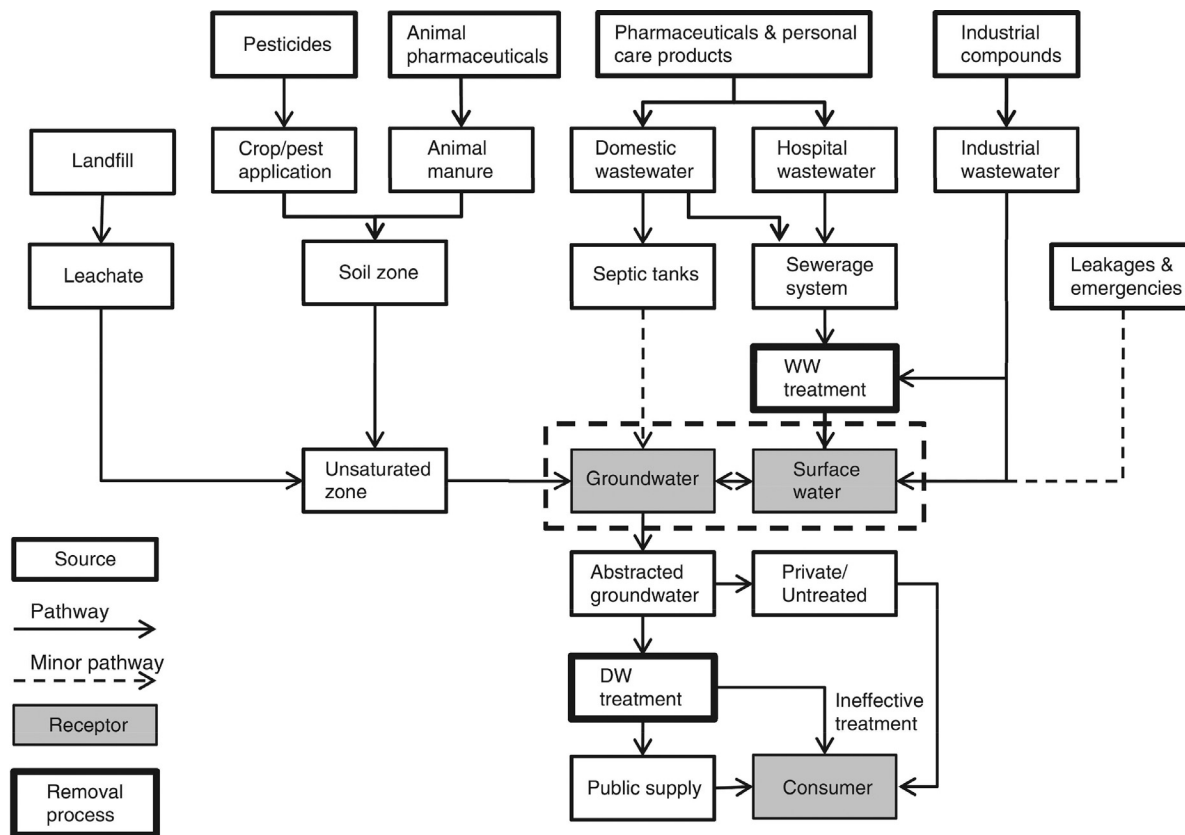 Pesticides
Animal
pharmaceuticals
Pharmaceuticals & personal
care products
Industrial
compounds
Landfill
Crop/pest
application
Animal
manure
Domestic
wastewater
Hospital
wastewater
Industrial
wastewater
Leachate
Soil zone
Septic tanks
Sewerage
system
Leakages &
emergencies
WW
treatment
Unsaturated
zone
Groundwater
Surface
water
Source
Abstracted
groundwater
Private/
Untreated
Pathway
Minor pathway
DW
treatment
Ineffective
treatment
Receptor
Public supply
Consumer
Removal
process